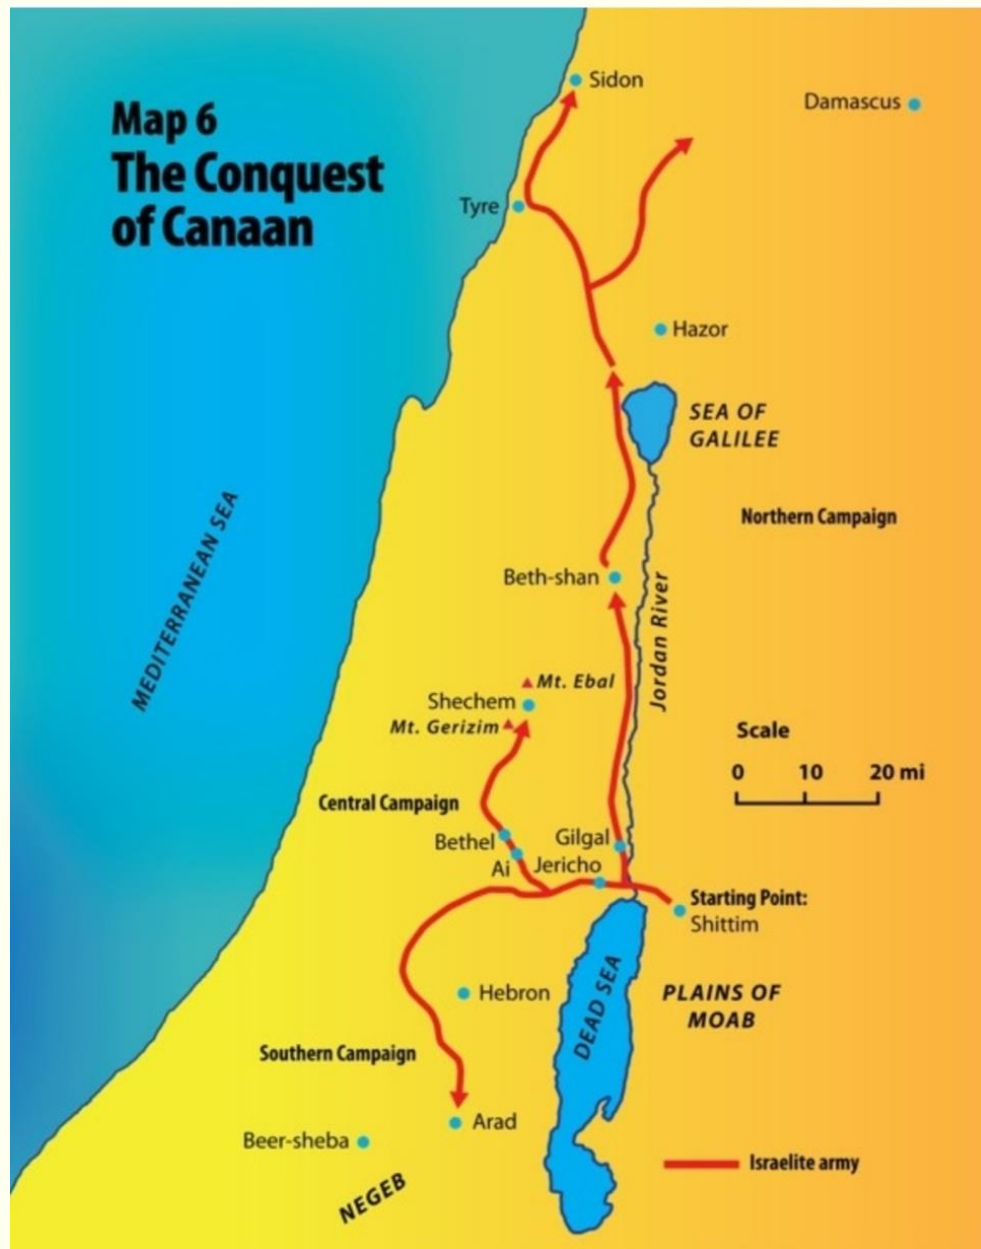 Map 6
The Conquest
of Canaan
Sidon
Damascus
Tyre
Hazor
SEA OF
GALILEE
MEDITERRANEAN SEA
Northern Campaign
Beth-shan
Jordan River
Mt. Ebal
Shechem
Mt. Gerizim
Scale
0 10 20 mi
Central Campaign
Bethel
Gilgal
Ai
Jericho
Starting Point:
Shittim
Hebron
DEAD SEA
PLAINS OF
MOAB
Southern Campaign
Arad
Beer-sheba
NEGEB
Israelite army